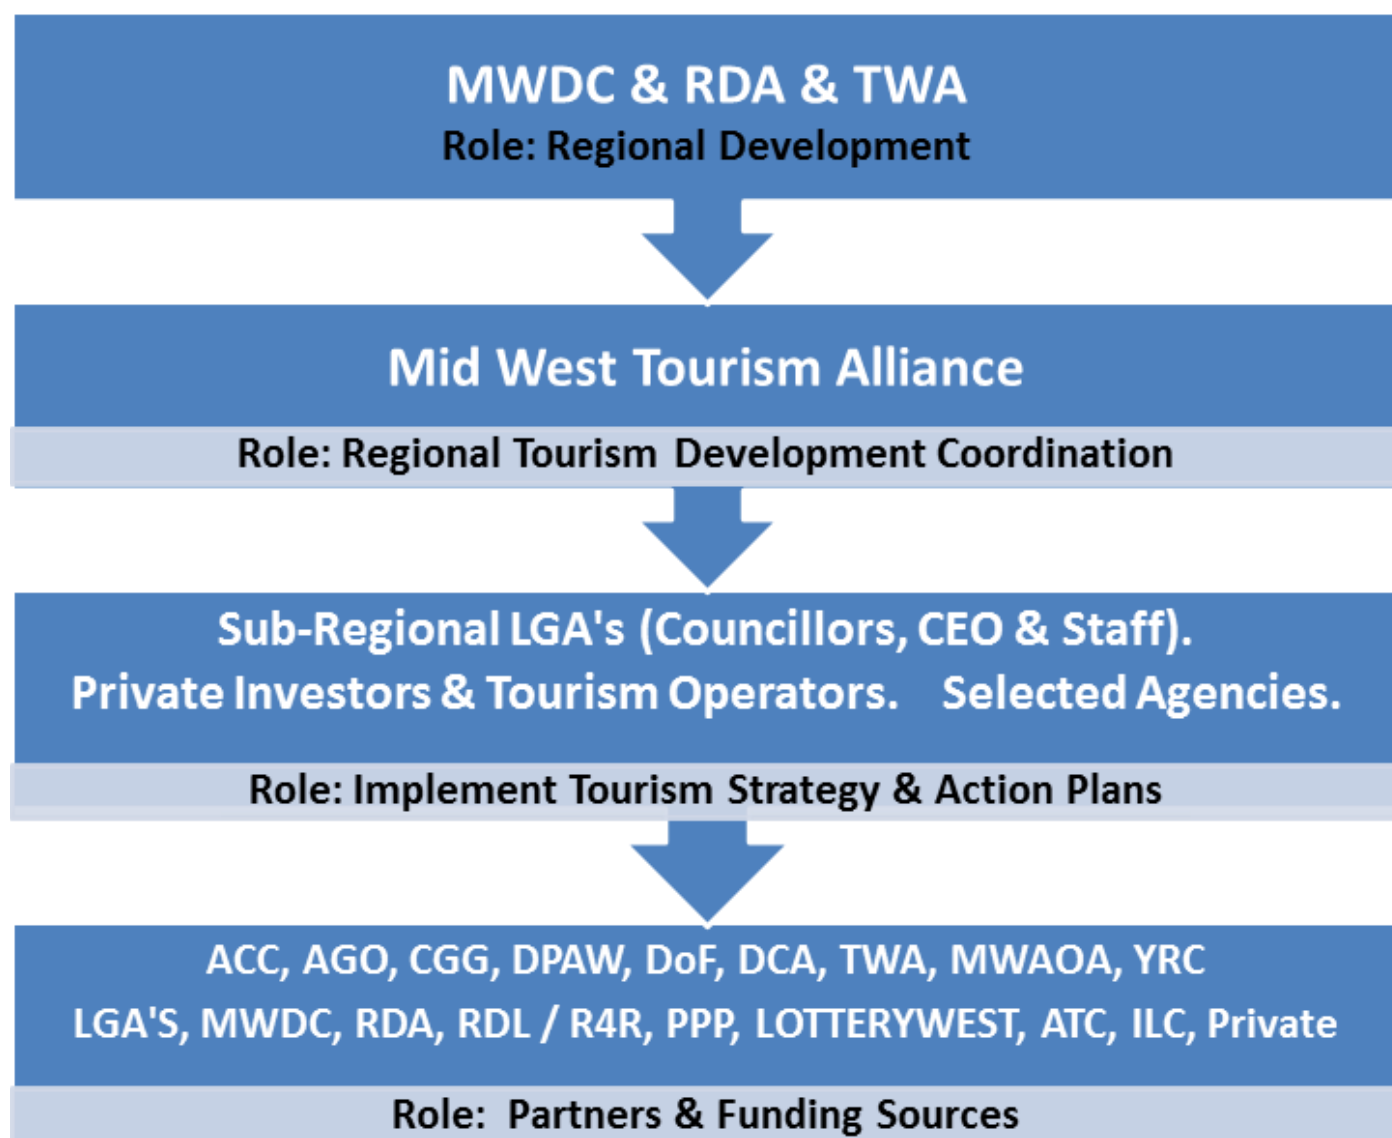 MWDC & RDA & TWA
Role: Regional Development
Mid West Tourism Alliance
Role: Regional Tourism Development Coordination
Sub-Regional LGA's (Councillors, CEO & Staff).
Private Investors & Tourism Operators. Selected Agencies.
Role: Implement Tourism Strategy & Action Plans
ACC, AGO, CGG, DPAW, DoF, DCA, TWA, MWAOA, YRC
LGA'S, MWDC, RDA, RDL / R4R, PPP, LOTTERYWEST, ATC, ILC, Private
Role: Partners & Funding Sources